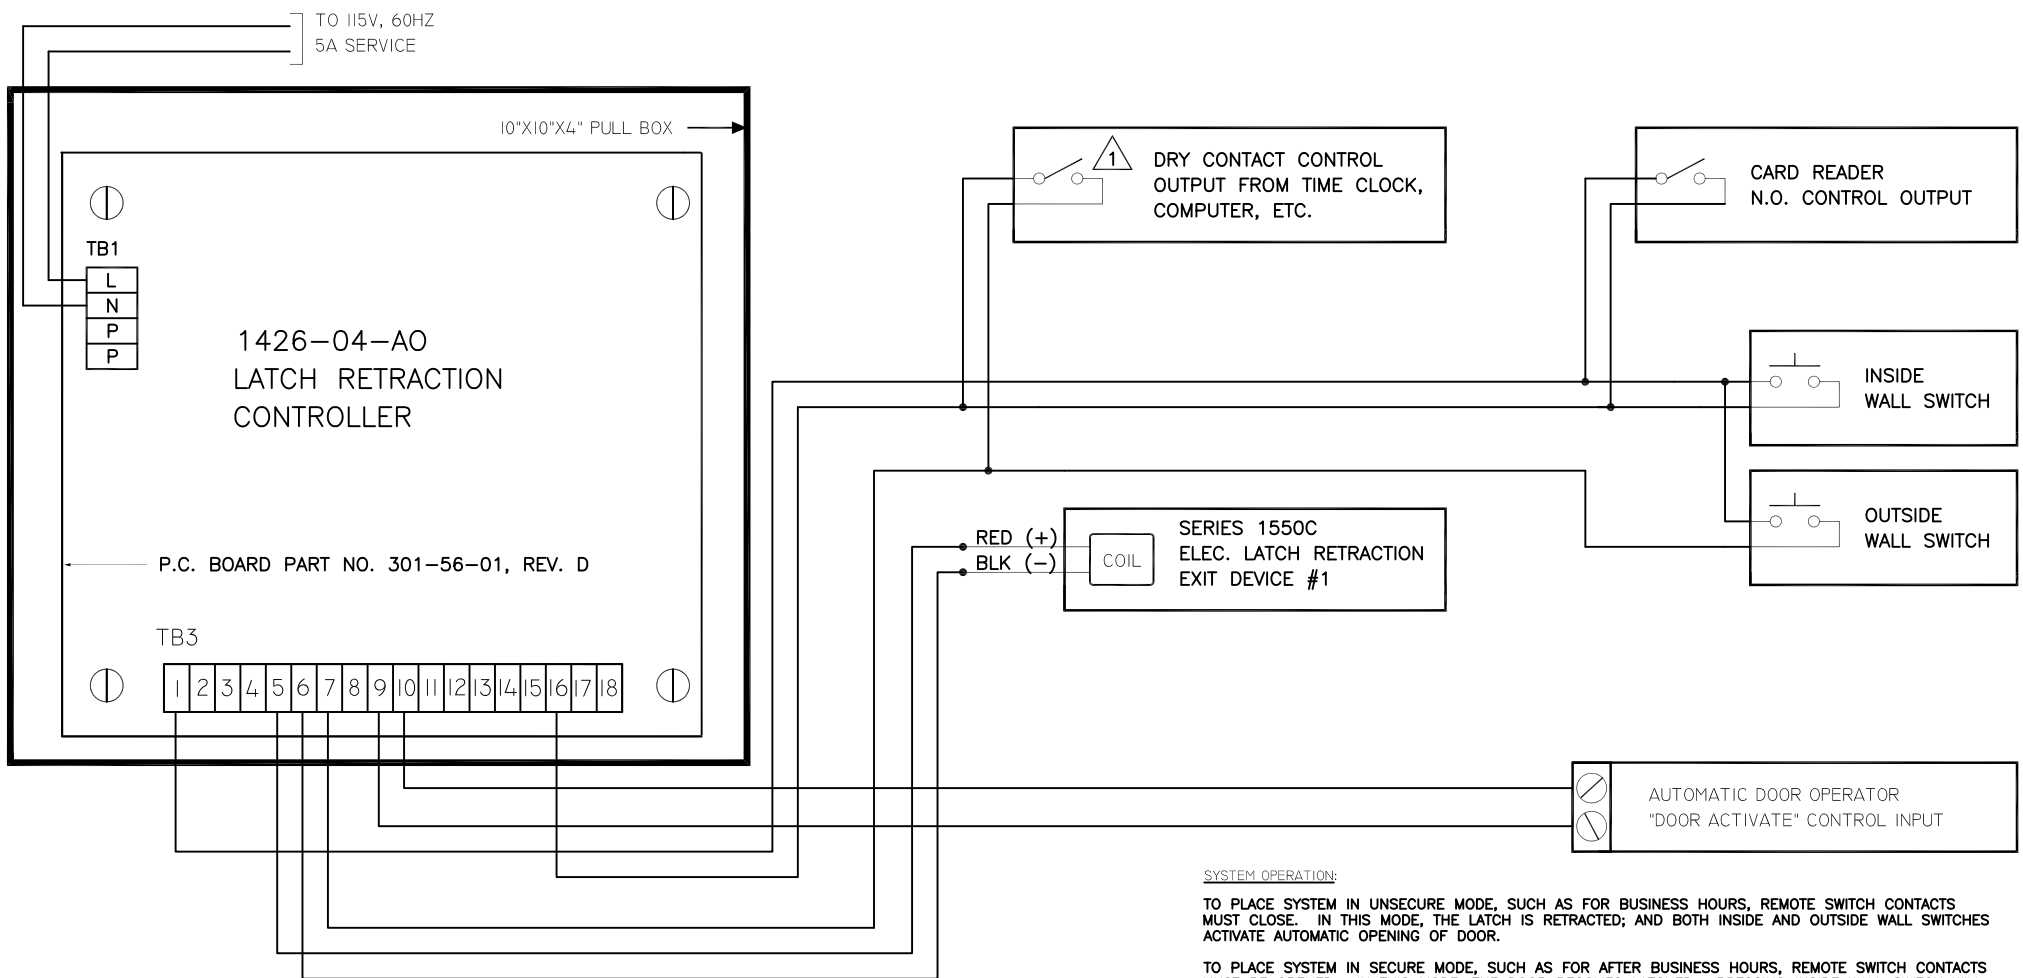 TO 115V, 60HZ
5A SERVICE
10"X10"X4" PULL BOX
TB1
L
N
P
P
1426-04-AO
LATCH RETRACTION
CONTROLLER
P.C. BOARD PART NO. 301-56-01, REV. D
TB3
1 2 3 4 5 6 7 8 9 10 11 12 13 14 15 16 17 18
1
DRY CONTACT CONTROL
OUTPUT FROM TIME CLOCK,
COMPUTER, ETC.
CARD READER
N.O. CONTROL OUTPUT
INSIDE
WALL SWITCH
OUTSIDE
WALL SWITCH
RED (+)
BLK (-)
COIL
SERIES 1550C
ELEC. LATCH RETRACTION
EXIT DEVICE #1
AUTOMATIC DOOR OPERATOR
"DOOR ACTIVATE" CONTROL INPUT
SYSTEM OPERATION:
TO PLACE SYSTEM IN UNSECURE MODE, SUCH AS FOR BUSINESS HOURS, REMOTE SWITCH CONTACTS
MUST CLOSE. IN THIS MODE, THE LATCH IS RETRACTED; AND BOTH INSIDE AND OUTSIDE WALL SWITCHES
ACTIVATE AUTOMATIC OPENING OF DOOR.
TO PLACE SYSTEM IN SECURE MODE, SUCH AS FOR AFTER BUSINESS HOURS, REMOTE SWITCH CONTACTS